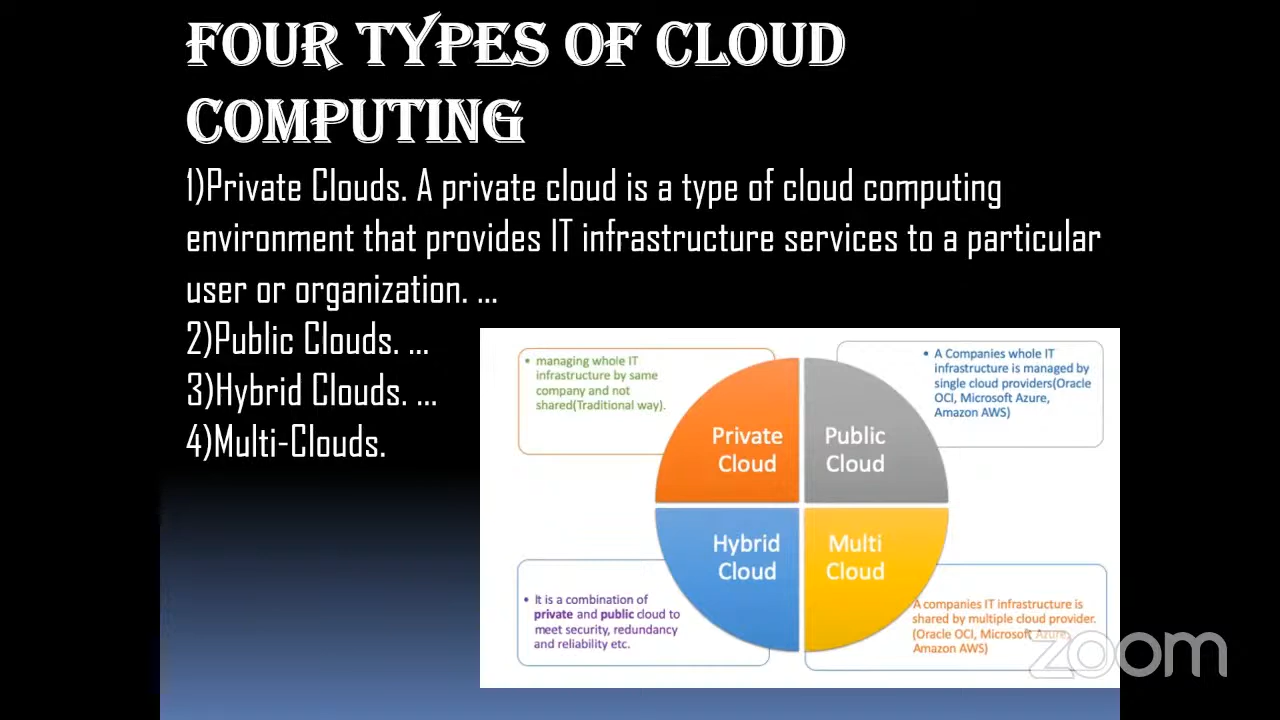 FOUR TYPES OF CLOUD
COMPUTING
1)Private Clouds. A private cloud is a type of cloud computing
environment that provides IT infrastructure services to a particular
user or organization. ...
2)Public Clouds. ...
3)Hybrid Clouds. ...
4)Multi-Clouds.
• managing whole IT
infrastructure by same
company and not
shared(Traditional way).
• A Companies whole IT
infrastructure is managed by
single cloud providers(Oracle
OCI, Microsoft Azure,
Amazon AWS)
Private
Cloud
Public
Cloud
Hybrid
Cloud
Multi
Cloud
• It is a combination of
private and public cloud to
meet security, redundancy
and reliability etc.
A companies IT infrastructure is
shared by multiple cloud provider.
(Oracle OCI, Microsoft Azure,
Amazon AWS)
zoom